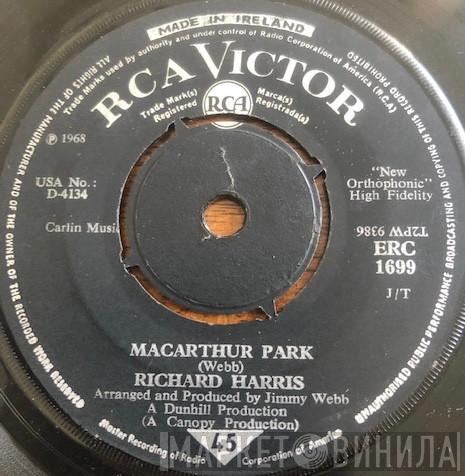 MADE IN IRELAND
Trade Marks used by authority and under control of Radio Corporation of America (R.C.A.)
ALL RIGHTS OF THE MANUFACTURER AND OF THE OWNER OF THE RECORDED WORK RESERVED
UNAUTHORISED PUBLIC PERFORMANCE BROADCASTING AND COPYING OF THIS RECORD PROHIBITED
RCA VICTOR
Trade Mark(s)
Registered
RCA
Marca(s)
Registrada(s)
℗ 1968
USA No.:
D-4134
Carlin Music
"New
Orthophonic"
High Fidelity
T2PW 9386
ERC
1699
J/T
MACARTHUR PARK
(Webb)
RICHARD HARRIS
Arranged and Produced by Jimmy Webb
A Dunhill Production
(A Canopy Production)
45
Master Recording of Radio Corporation of America
МАРКЕТ ВИНИЛА